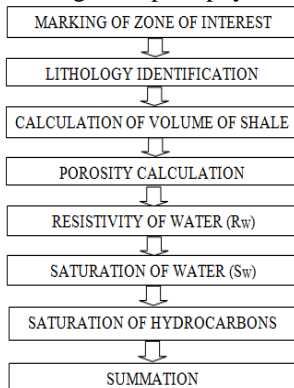 MARKING OF ZONE OF INTEREST
LITHOLOGY IDENTIFICATION
CALCULATION OF VOLUME OF SHALE
POROSITY CALCULATION
RESISTIVITY OF WATER (RW)
SATURATION OF WATER (SW)
SATURATION OF HYDROCARBONS
SUMMATION